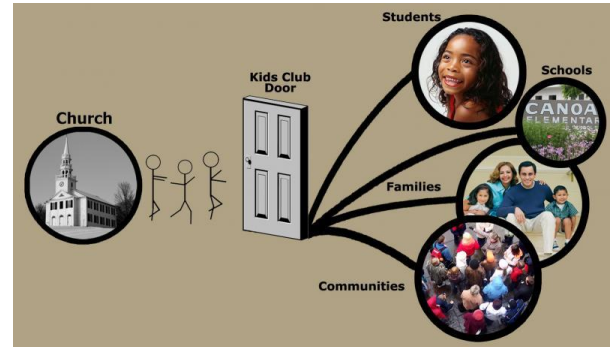 Students
Kids Club
Door
Schools
Church
CANOA
ELEMENTAR
Families
Communities